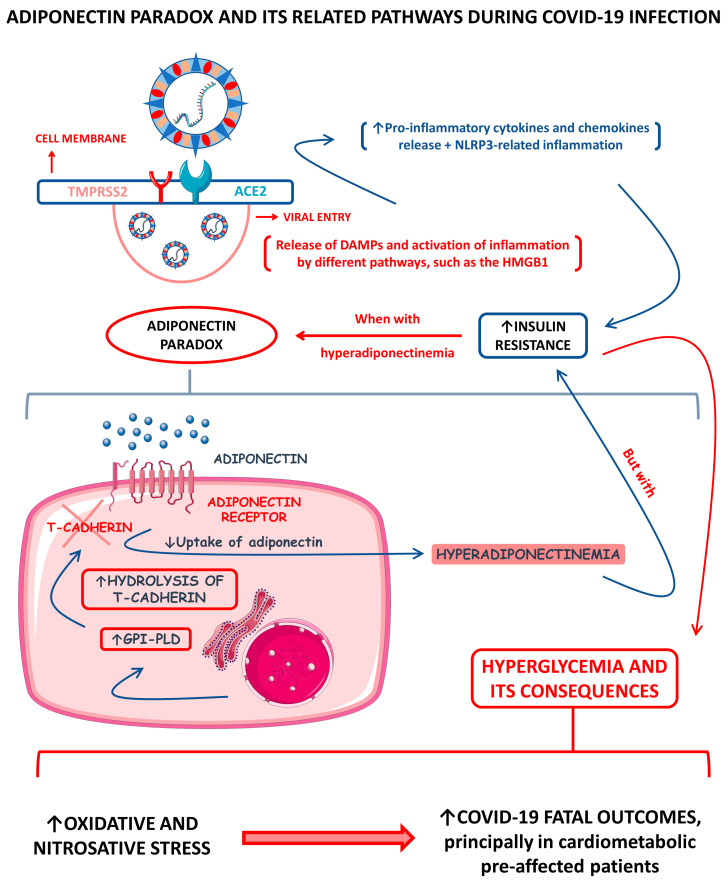 ADIPONECTIN PARADOX AND ITS RELATED PATHWAYS DURING COVID-19 INFECTION
CELL MEMBRANE
TMPRSS2
ACE2
VIRAL ENTRY
↑Pro-inflammatory cytokines and chemokines
release + NLRP3-related inflammation
Release of DAMPs and activation of inflammation
by different pathways, such as the HMGB1
ADIPONECTIN
PARADOX
When with
hyperadiponectinemia
↑INSULIN
RESISTANCE
ADIPONECTIN
ADIPONECTIN
RECEPTOR
T-CADHERIN
↓Uptake of adiponectin
HYPERADIPONECTINEMIA
But with
↑HYDROLYSIS OF
T-CADHERIN
↑GPI-PLD
HYPERGLYCEMIA AND
ITS CONSEQUENCES
↑OXIDATIVE AND
NITROSATIVE STRESS
↑COVID-19 FATAL OUTCOMES,
principally in cardiometabolic
pre-affected patients